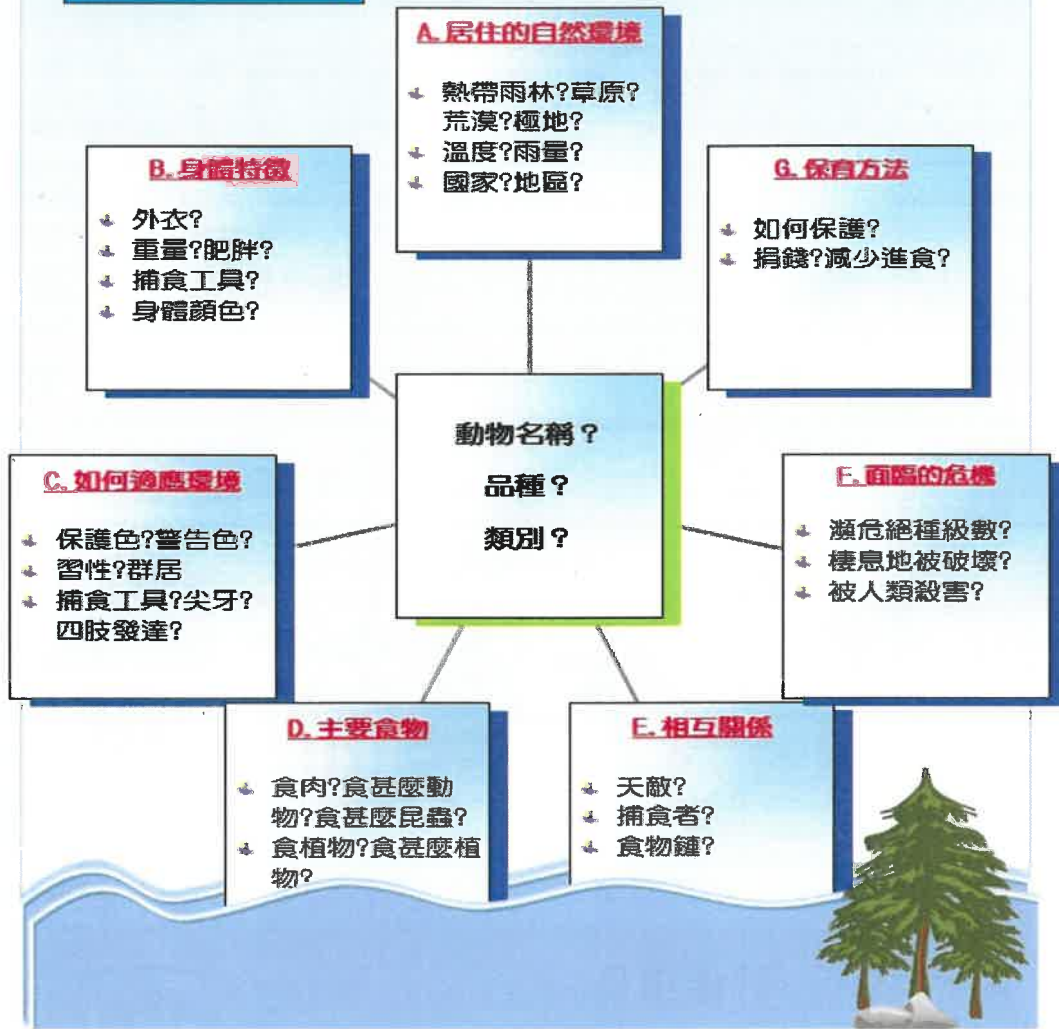 A. 居住的自然環境
熱帶雨林?草原?
荒漠?極地?
溫度?雨量?
國家?地區?
B. 身體特徵
外衣?
重量?肥胖?
捕食工具?
身體顏色?
G. 保育方法
如何保護?
捐錢?減少進食?
動物名稱？
品種？
類別？
C. 如何適應環境
保護色?警告色?
習性?群居
捕食工具?尖牙?
四肢發達?
F. 面臨的危機
瀕危絕種級數?
棲息地被破壞?
被人類殺害?
D. 主要食物
食肉?食甚麼動
物?食甚麼昆蟲?
食植物?食甚麼植
物?
E. 相互關係
天敵?
捕食者?
食物鏈?